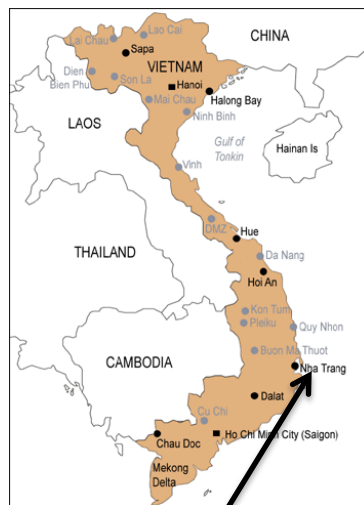 Lao Cai
CHINA
Lai Chau
Sapa
VIETNAM
Dien
Bien Phu
Son La
Hanoi
Mai Chau
Halong Bay
Ninh Binh
LAOS
Gulf of
Tonkin
Hainan Is
Vinh
DMZ
Hue
THAILAND
Da Nang
Hoi An
Kon Tum
Pleiku
Quy Nhon
Buon Ma Thuot
CAMBODIA
Nha Trang
Dalat
Cu Chi
Chau Doc
Ho Chi Minh City (Saigon)
Mekong
Delta